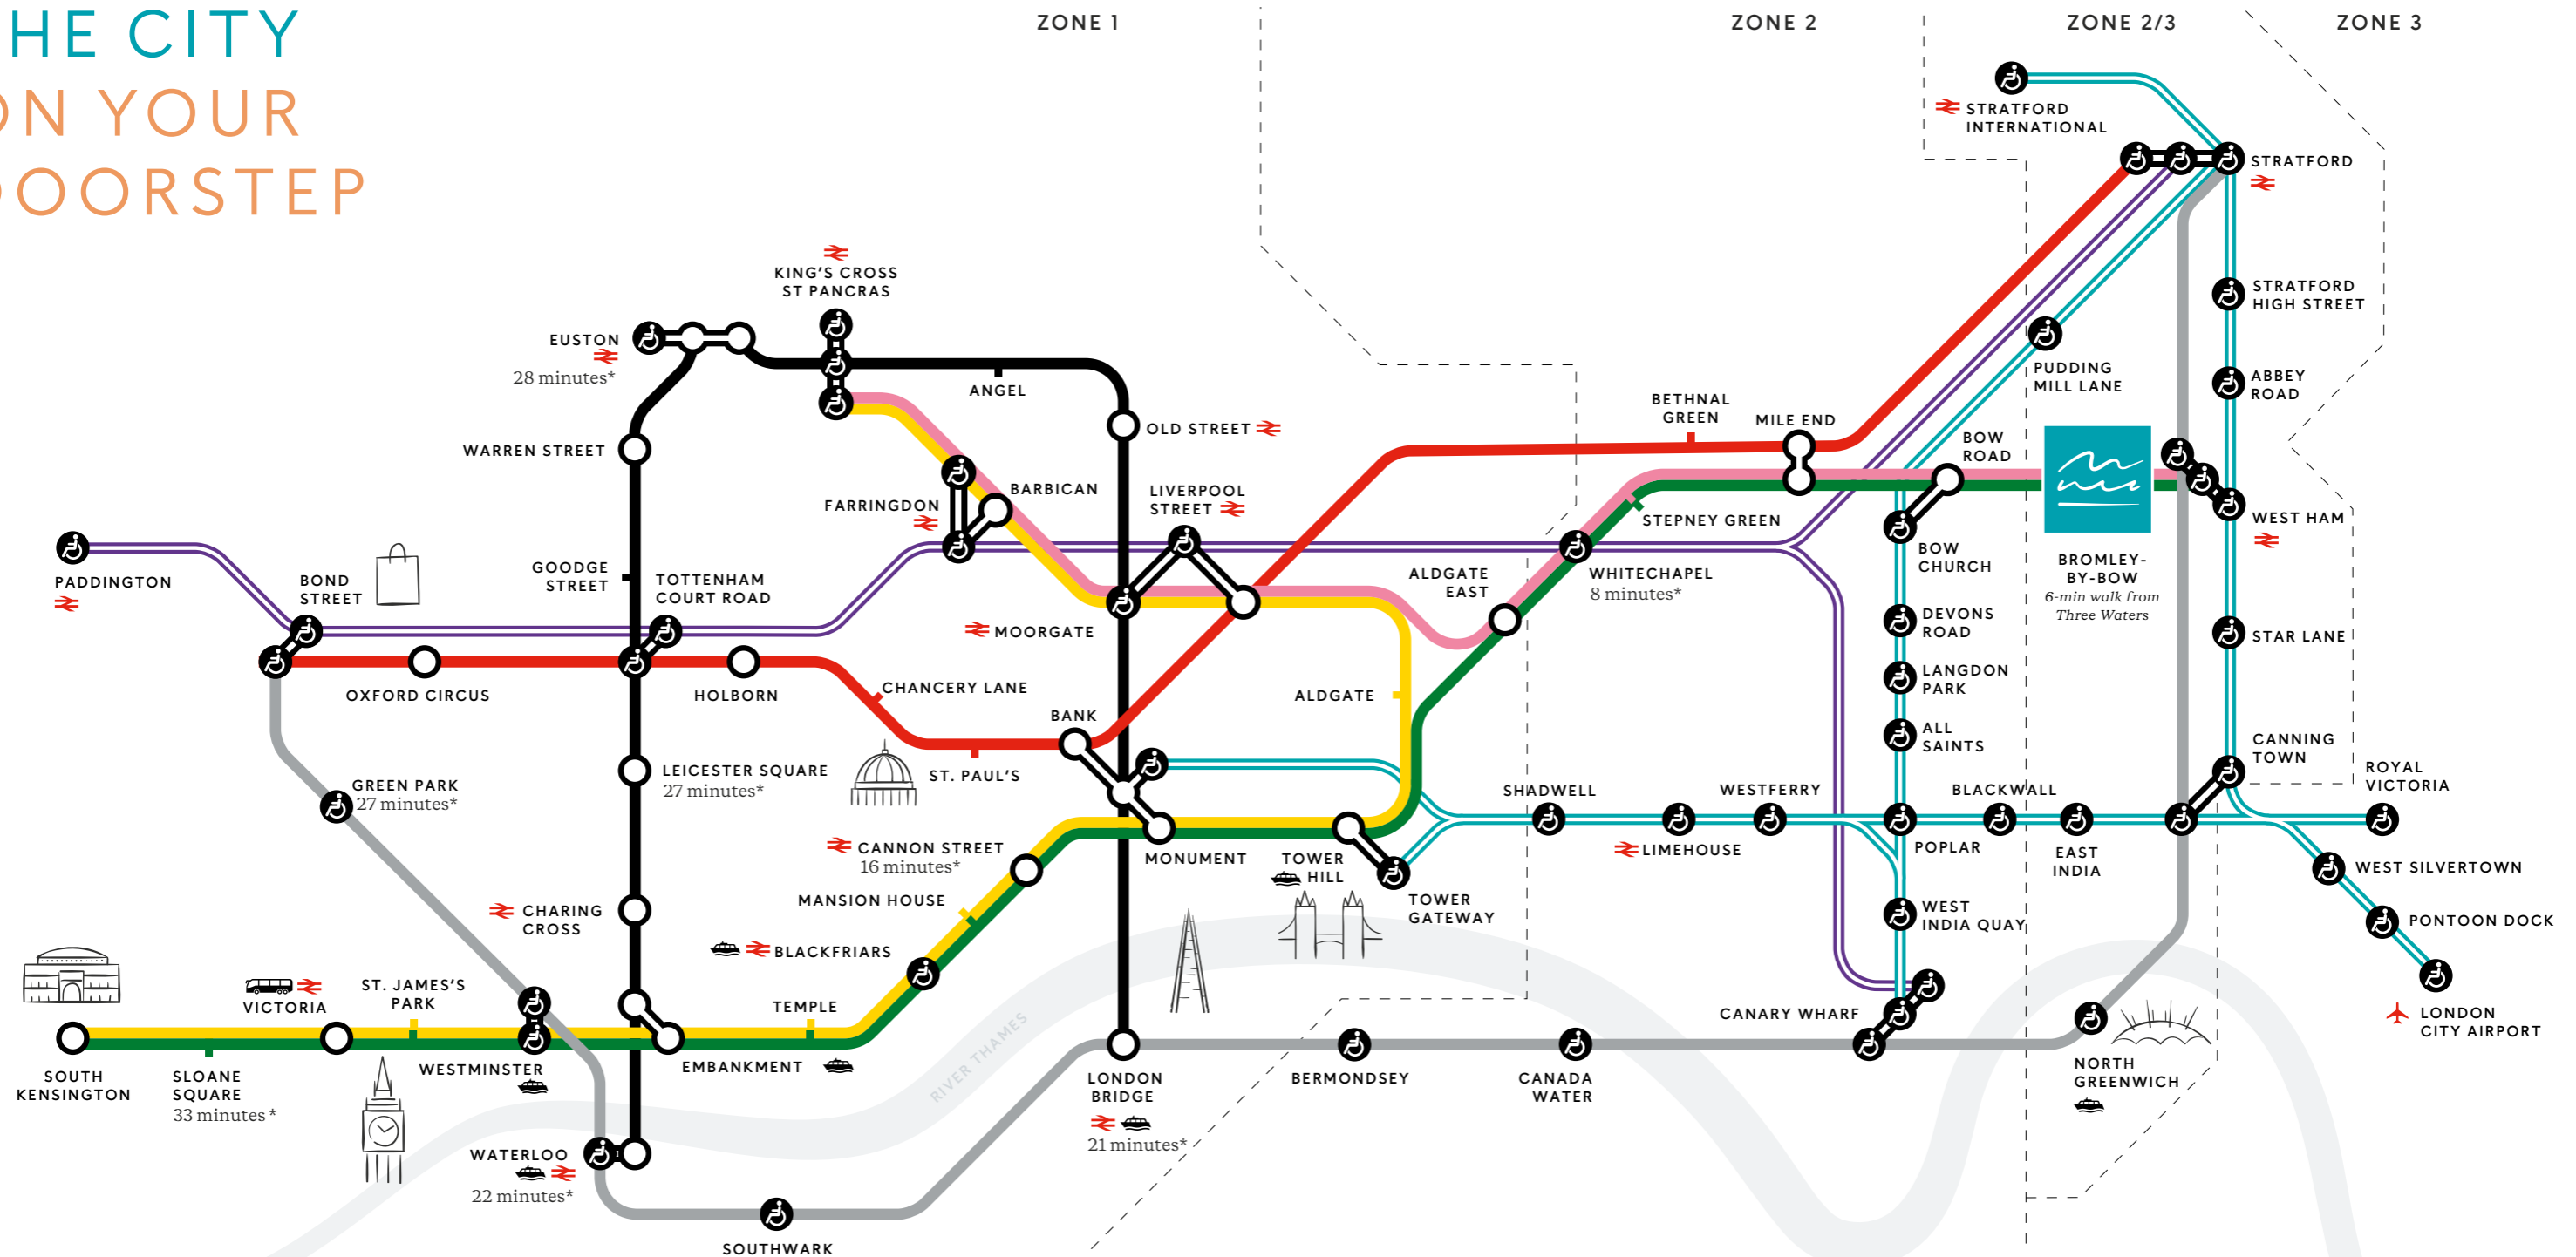 HE CITY
ON YOUR
DOORSTEP
ZONE 1
ZONE 2
ZONE 2/3
ZONE 3
STRATFORD
INTERNATIONAL
STRATFORD
KING'S CROSS
ST PANCRAS
EUSTON
28 minutes*
ANGEL
STRATFORD
HIGH STREET
PUDDING
MILL LANE
ABBEY
ROAD
WARREN STREET
OLD STREET
BETHNAL
GREEN
MILE END
BOW
ROAD
FARRINGDON
BARBICAN
LIVERPOOL
STREET
STEPNEY GREEN
WEST HAM
PADDINGTON
BOND
STREET
GOODGE
STREET
TOTTENHAM
COURT ROAD
MOORGATE
ALDGATE
EAST
WHITECHAPEL
8 minutes*
BOW
CHURCH
BROMLEY-
BY-BOW
6-min walk from
Three Waters
DEVONS
ROAD
STAR LANE
OXFORD CIRCUS
HOLBORN
CHANCERY LANE
ALDGATE
LANGDON
PARK
BANK
ALL
SAINTS
CANNING
TOWN
ROYAL
VICTORIA
GREEN PARK
27 minutes*
LEICESTER SQUARE
27 minutes*
ST. PAUL'S
SHADWELL
WESTFERRY
BLACKWALL
CANNON STREET
16 minutes*
MONUMENT
TOWER
HILL
LIMEHOUSE
POPLAR
EAST
INDIA
WEST SILVERTOWN
MANSION HOUSE
TOWER
GATEWAY
CHARING
CROSS
WEST
INDIA QUAY
PONTOON DOCK
BLACKFRIARS
VICTORIA
ST. JAMES'S
PARK
TEMPLE
CANARY WHARF
LONDON
CITY AIRPORT
SOUTH
KENSINGTON
SLOANE
SQUARE
33 minutes *
WESTMINSTER
EMBANKMENT
RIVER THAMES
LONDON
BRIDGE
21 minutes*
BERMONDSEY
CANADA
WATER
NORTH
GREENWICH
WATERLOO
22 minutes*
SOUTHWARK